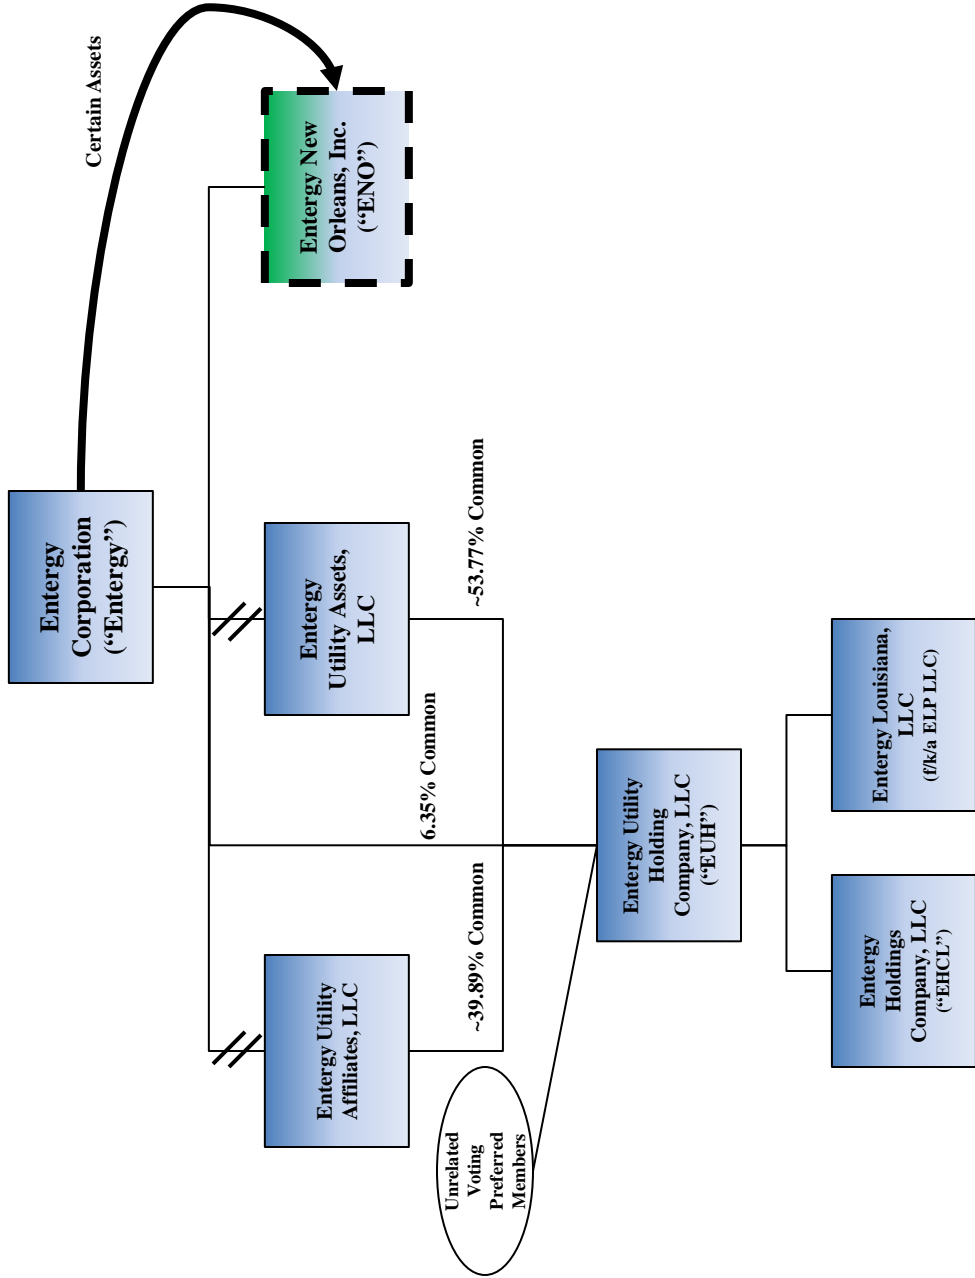 Entergy
Corporation
(“Entergy”)
Certain Assets
Entergy Utility
Affiliates, LLC
Entergy
Utility Assets,
LLC
Entergy New
Orleans, Inc.
(“ENO”)
Unrelated
Voting
Preferred
Members
~39.89% Common
6.35% Common
~53.77% Common
Entergy Utility
Holding
Company, LLC
(“EUH”)
Entergy
Holdings
Company, LLC
(“EHCL”)
Entergy Louisiana,
LLC
(f/k/a ELP LLC)